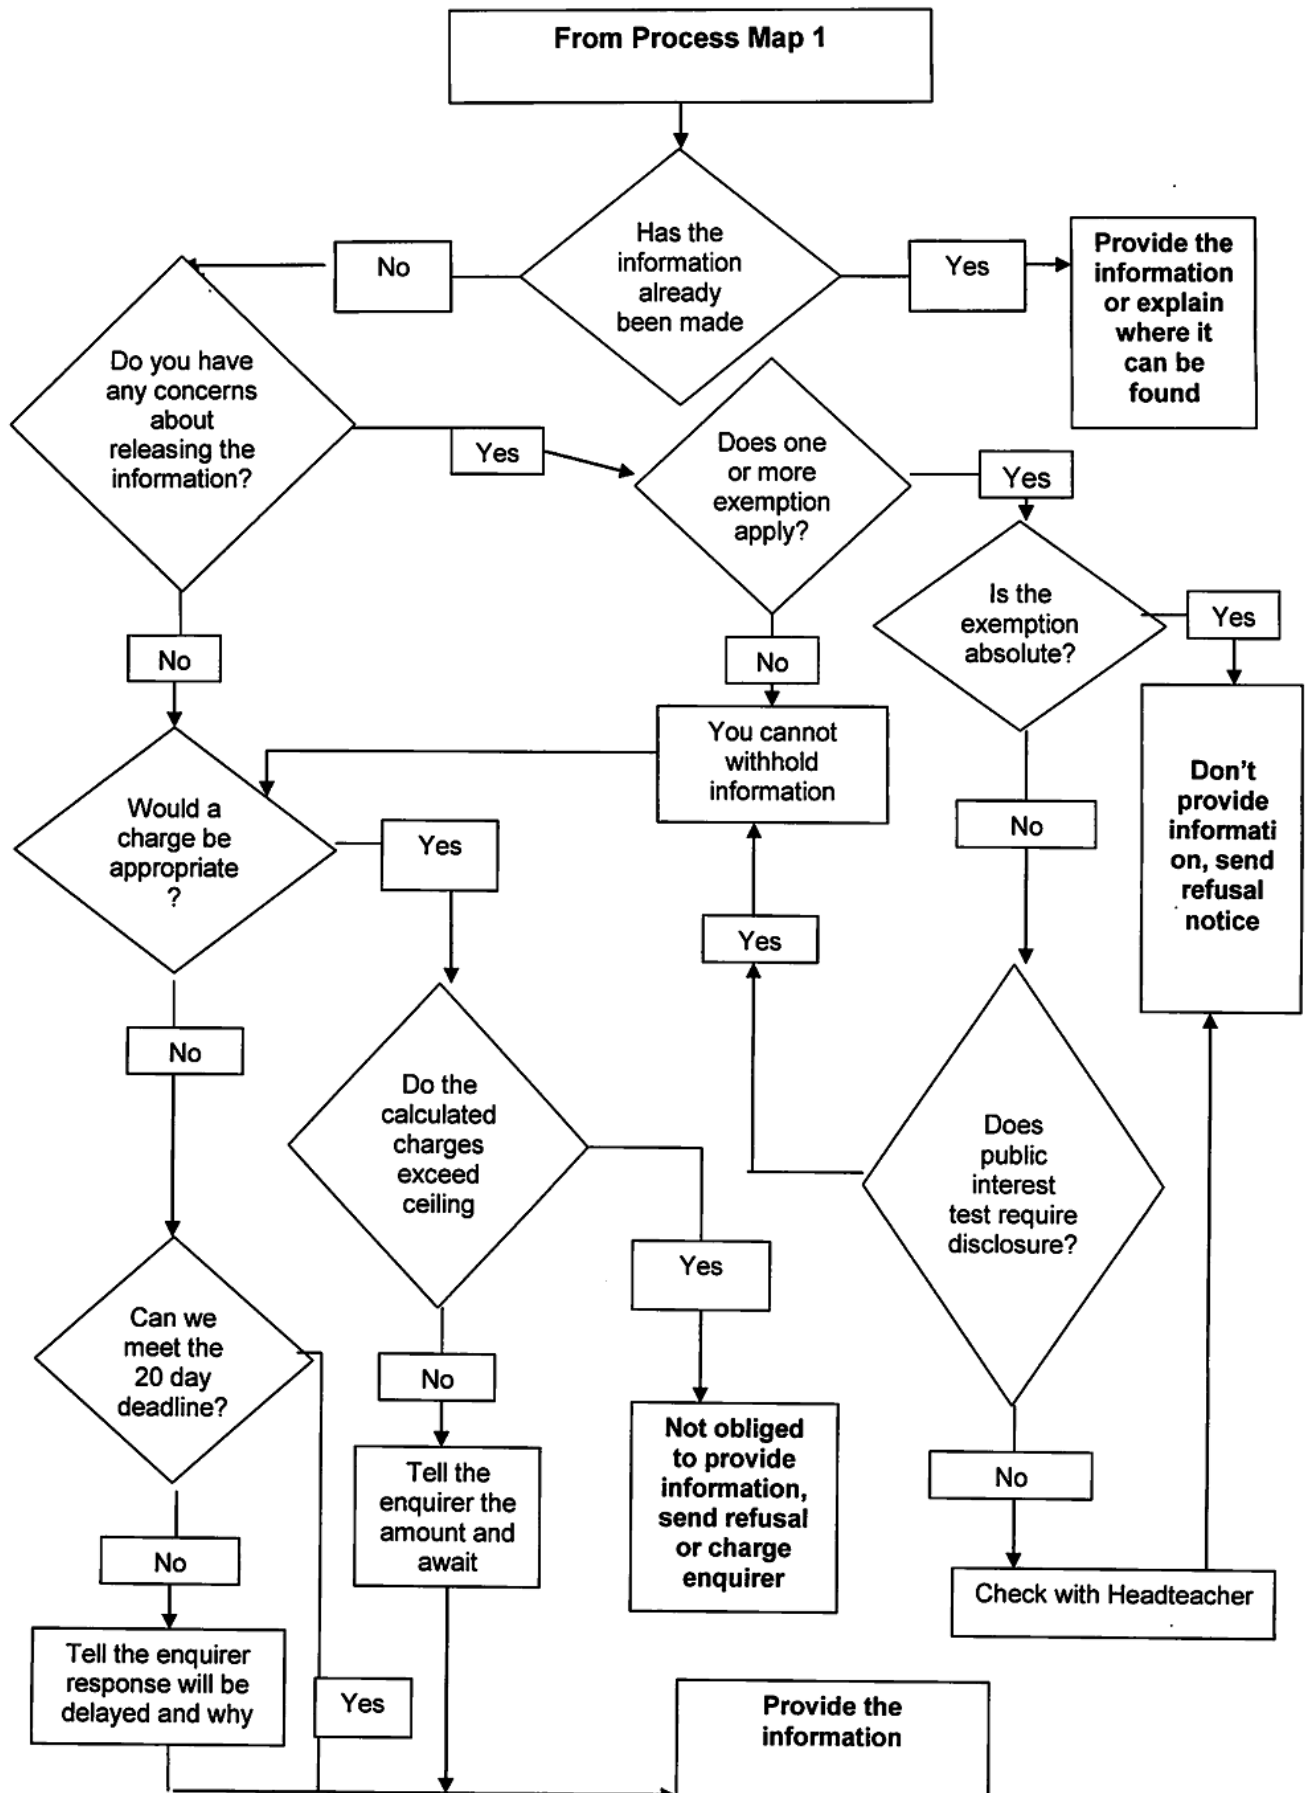 From Process Map 1
Has the
information
already
been made
No
Yes
Provide the
information
or explain
where it
can be
found
Do you have
any concerns
about
releasing the
information?
Yes
Does one
or more
exemption
apply?
Yes
Is the
exemption
absolute?
Yes
No
No
You cannot
withhold
information
Don't
provide
informati
on, send
refusal
notice
Would a
charge be
appropriate
?
Yes
No
Yes
No
Do the
calculated
charges
exceed
ceiling
Does
public
interest
test require
disclosure?
Yes
Can we
meet the
20 day
deadline?
No
Not obliged
to provide
information,
send refusal
or charge
enquirer
No
Tell the
enquirer the
amount and
await
No
Check with Headteacher
Tell the enquirer
response will be
delayed and why
Yes
Provide the
information